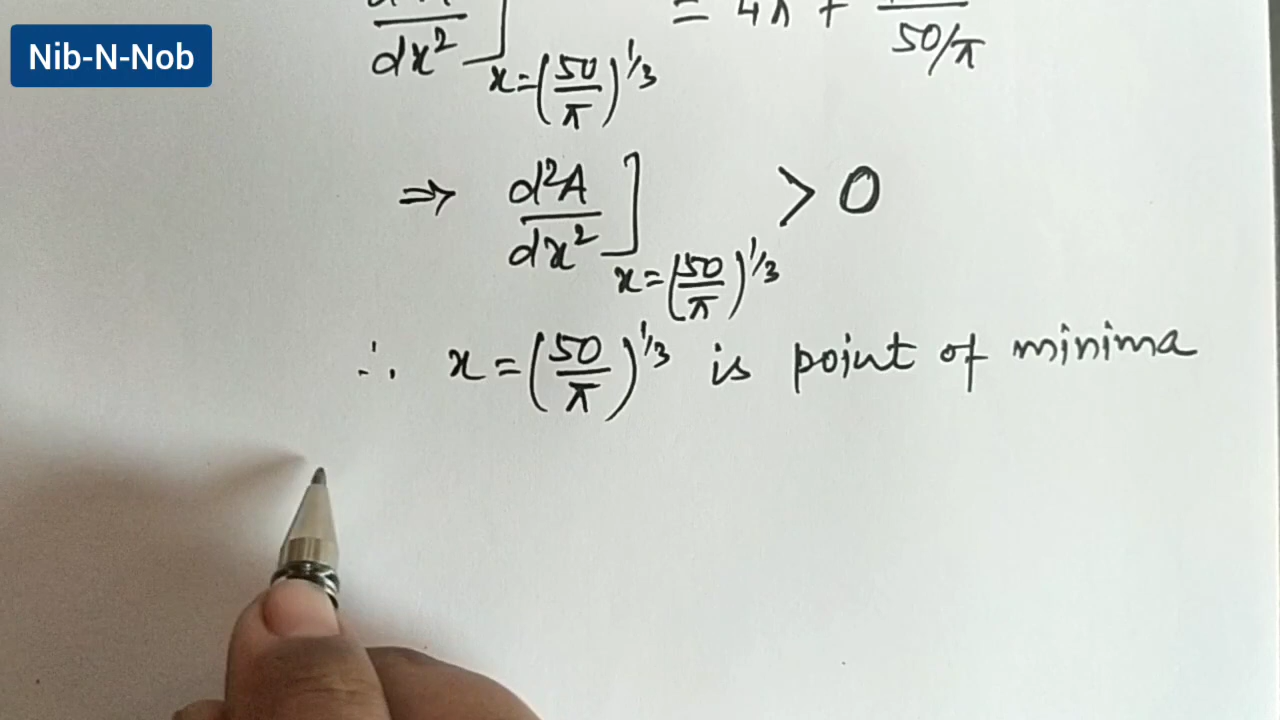 Nib-N-Nob
dx² ]x=(50/π)^1/3 = 4π + /50/π
⇒ d²A/dx² ]x=(50/π)^1/3 > 0
∴ x=(50/π)^1/3 is point of minima